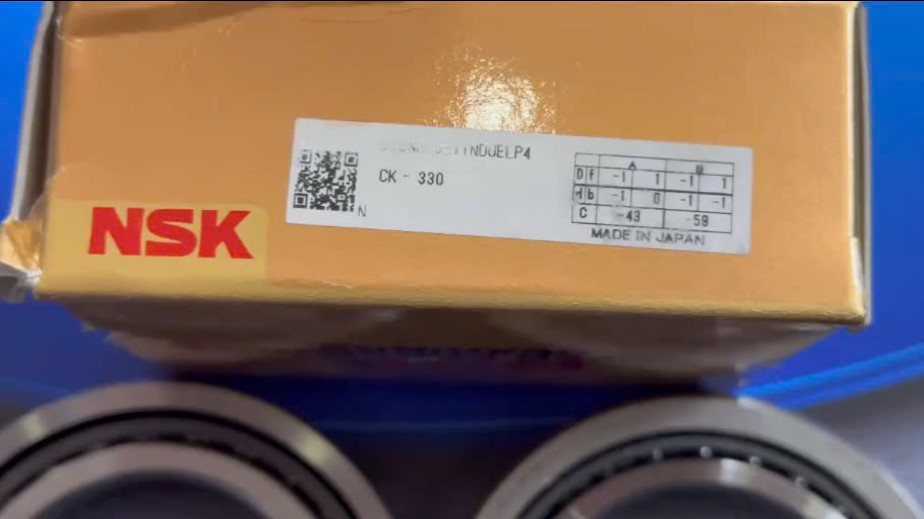 CK - 330
N
NSK
A B
D f -1 1 -1 1
d b -1 0 -1 -1
C -43 -59
MADE IN JAPAN